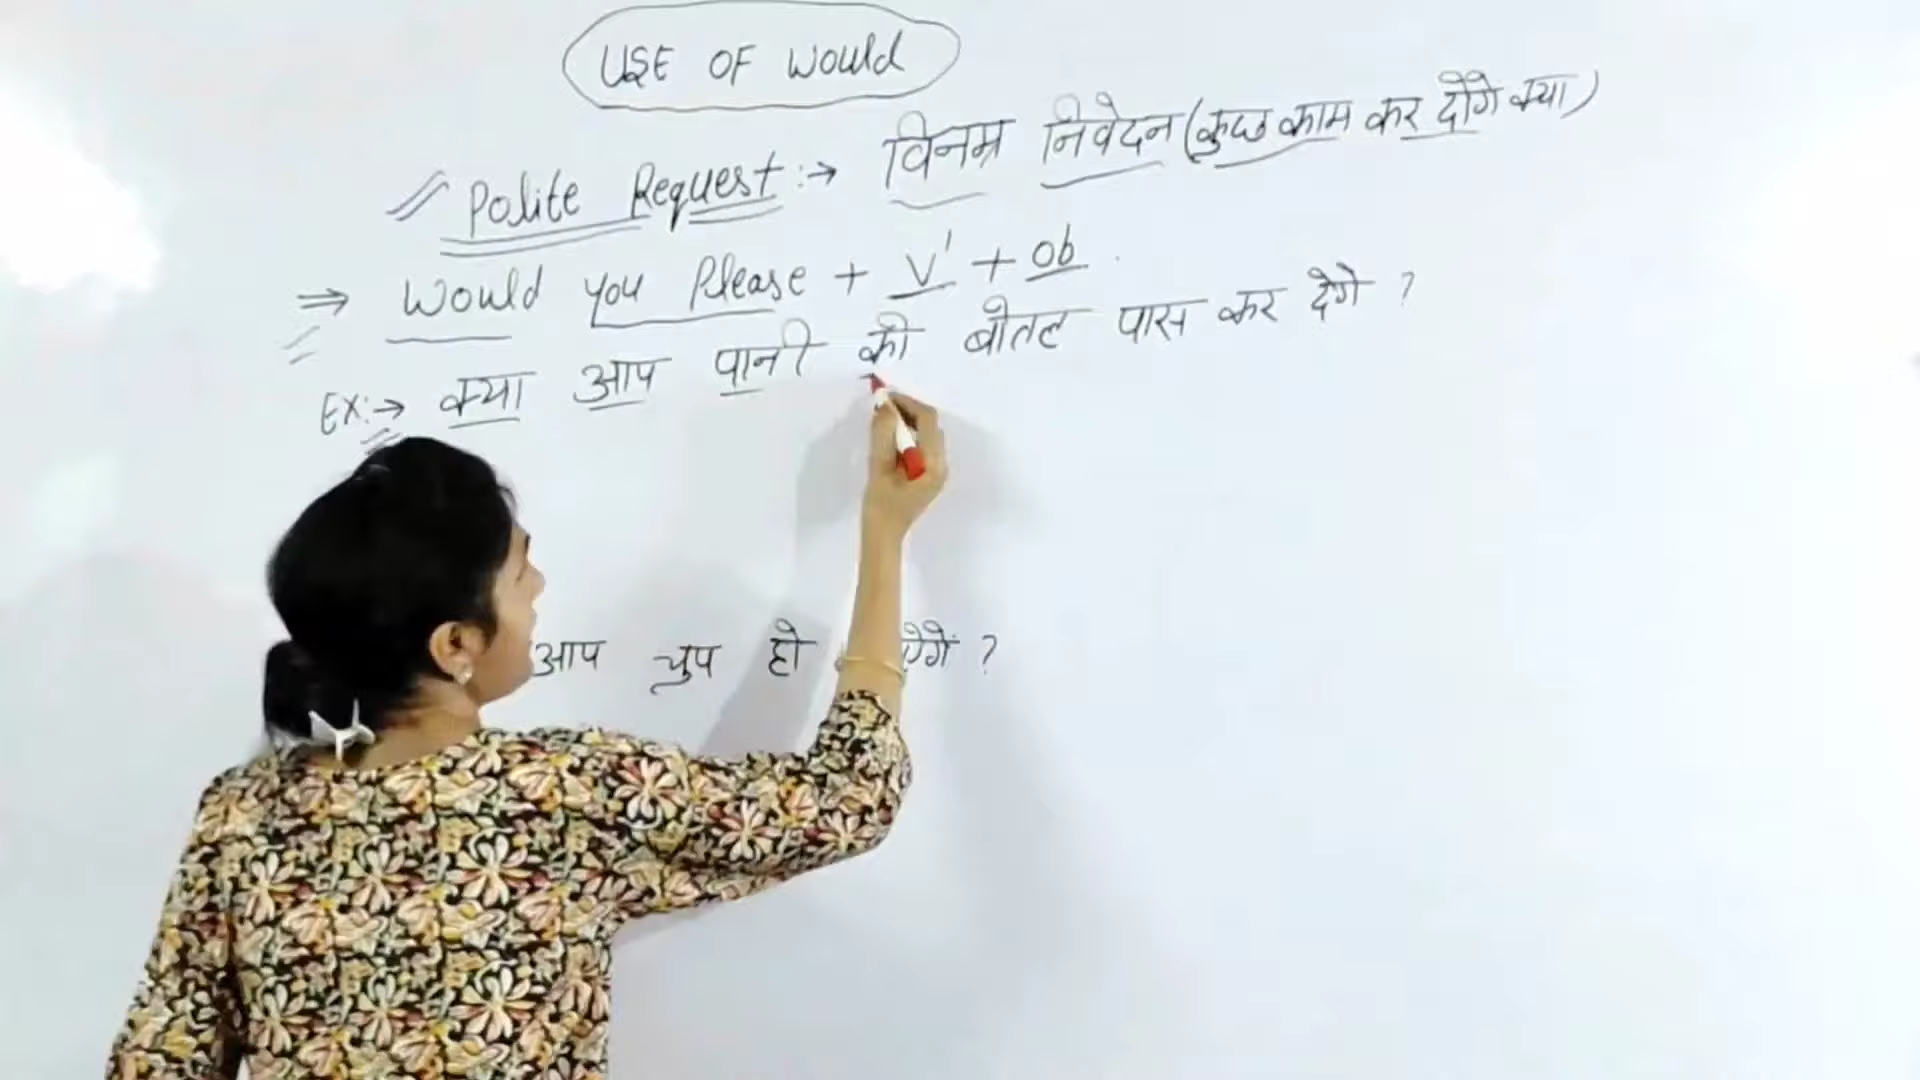 USE OF Would
Polite Request :→ विनम्र निवेदन (कुछ काम कर दोगे क्या)
⇒ Would you Please + V¹ + Ob
EX:→ क्या आप पानी की बोतल पास कर देगे ?
आप चुप हो ?